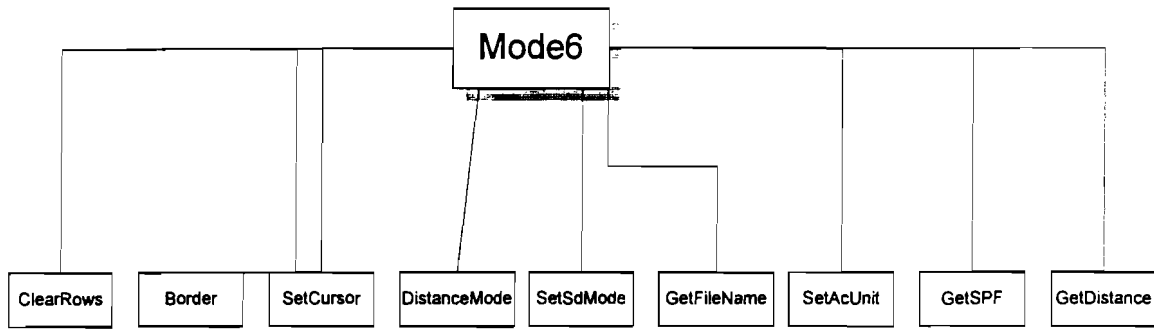 Mode6
ClearRows
Border
SetCursor
DistanceMode
SetSdMode
GetFileName
SetAcUnit
GetSPF
GetDistance